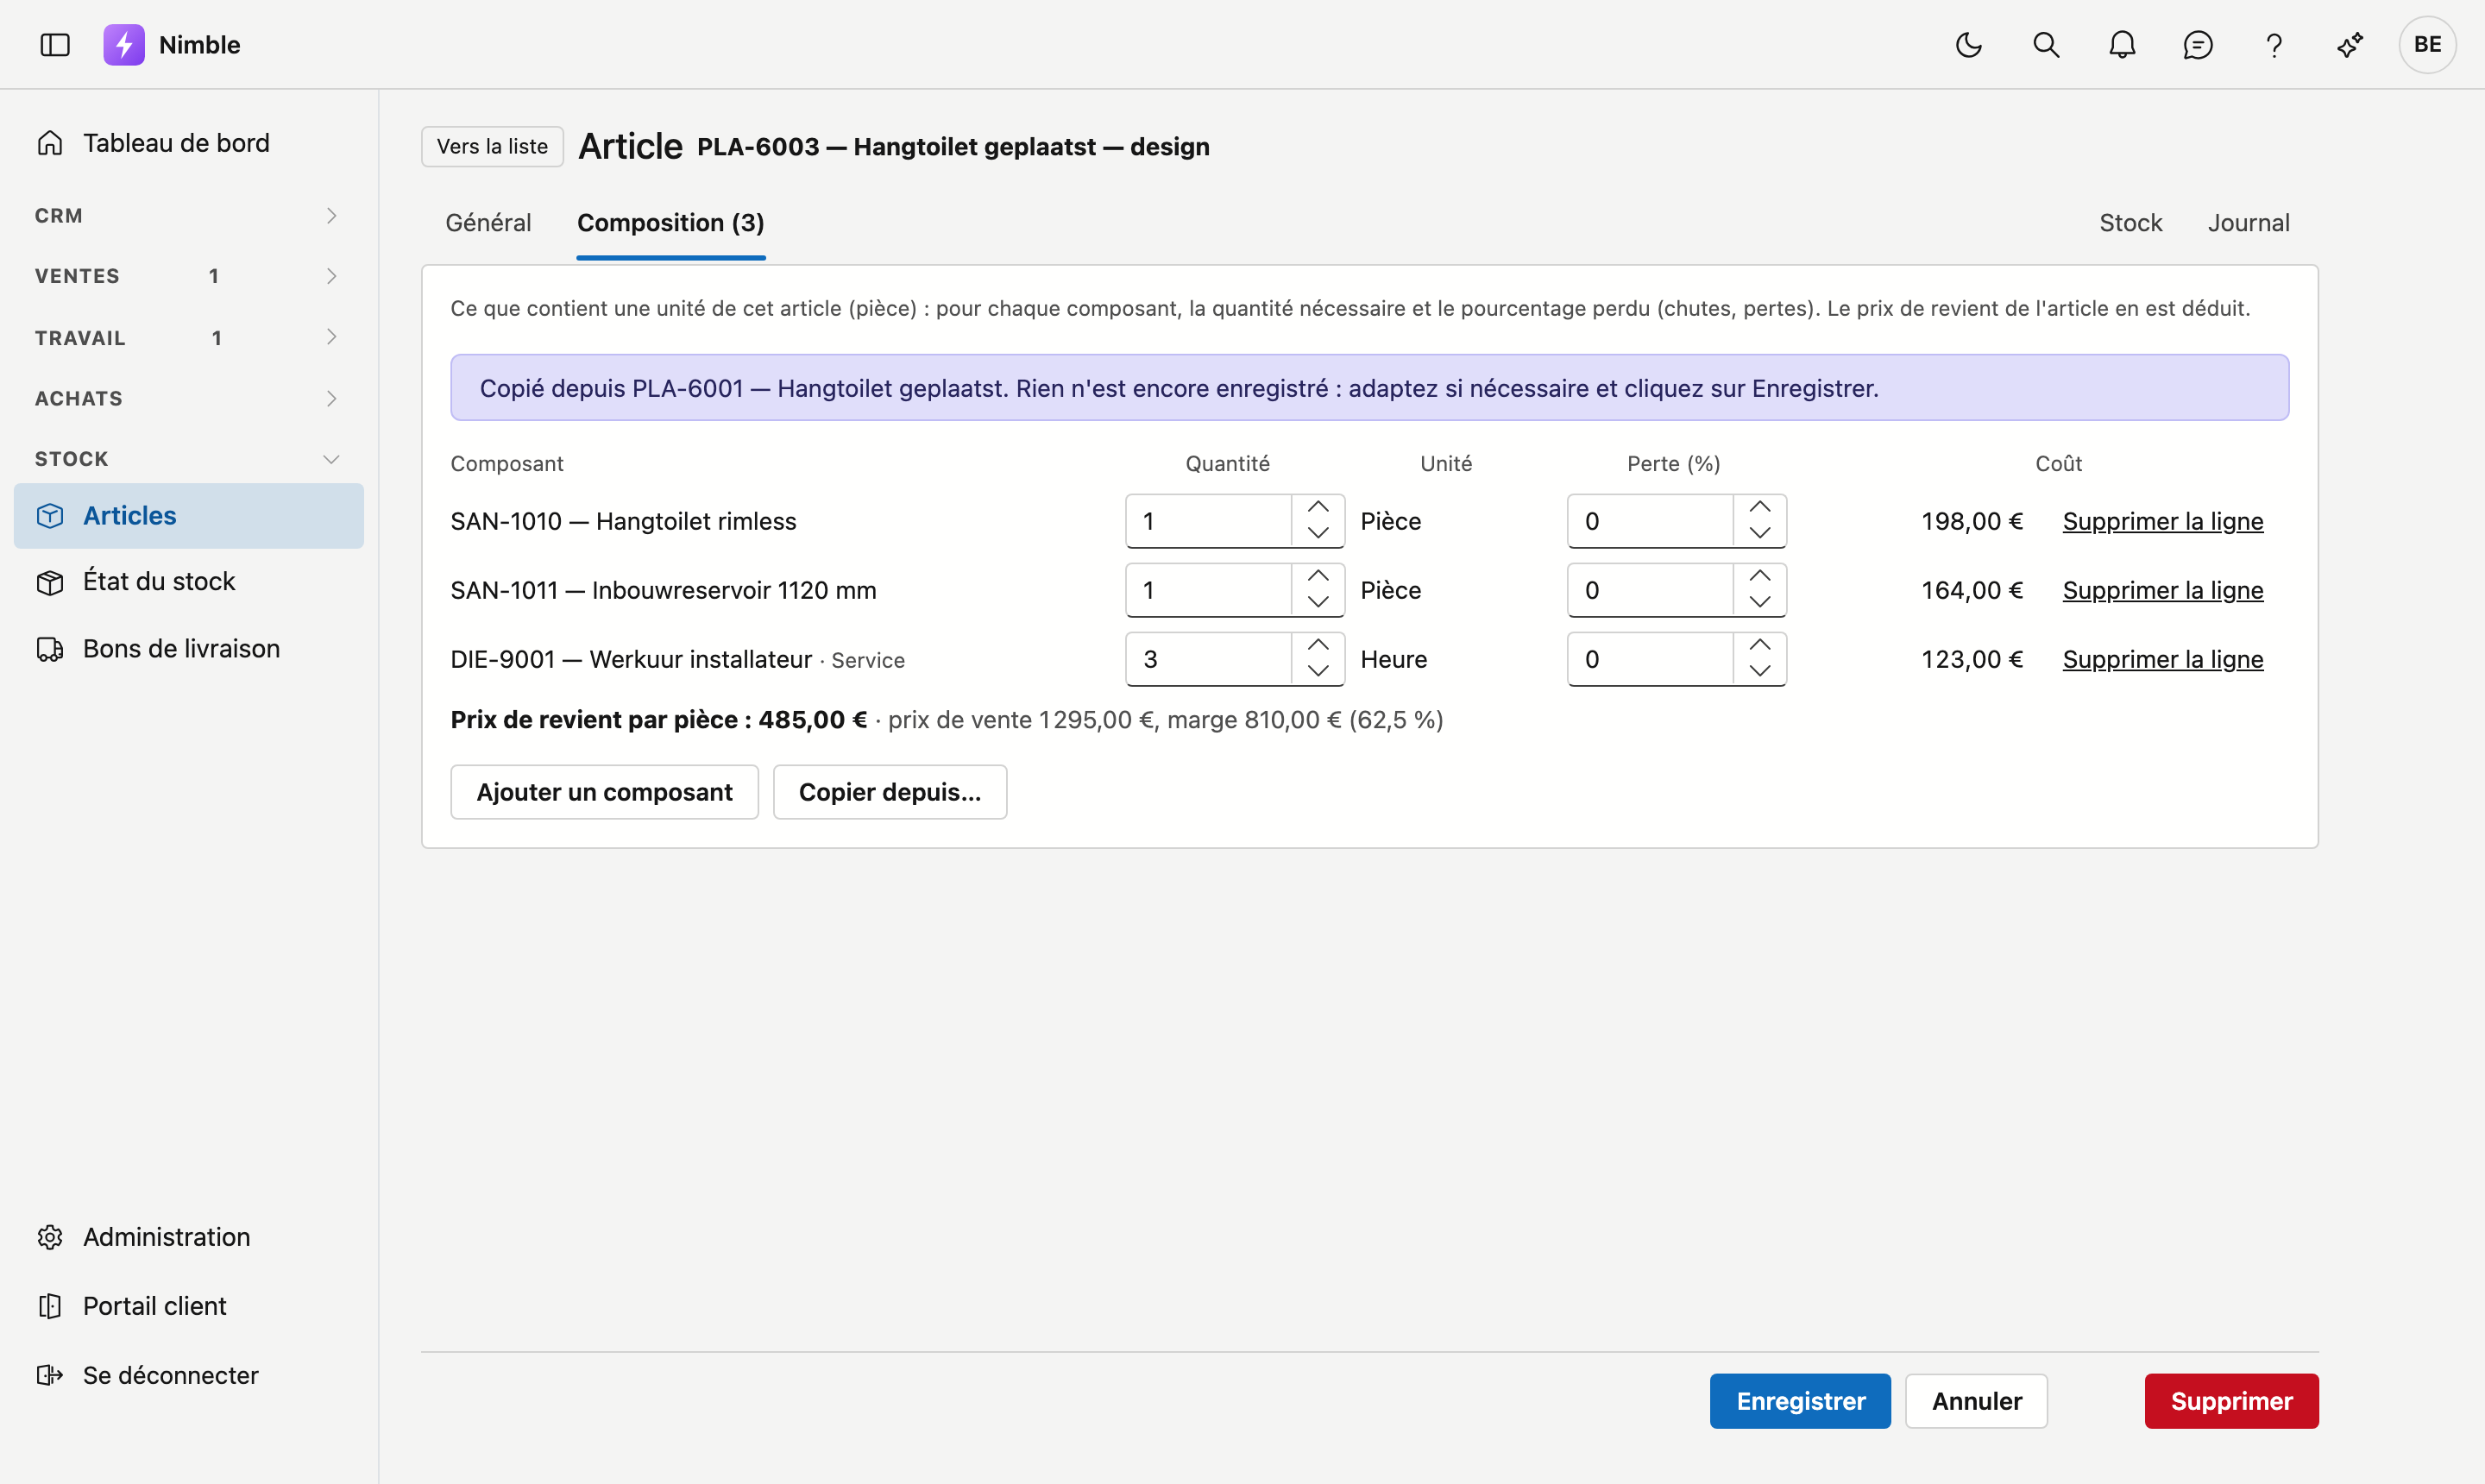 Nimble
BE
Tableau de bord
CRM
VENTES 1
TRAVAIL 1
ACHATS
STOCK
Articles
État du stock
Bons de livraison
Administration
Portail client
Se déconnecter
Vers la liste Article PLA-6003 — Hangtoilet geplaatst — design
Général Composition (3) Stock Journal
Ce que contient une unité de cet article (pièce) : pour chaque composant, la quantité nécessaire et le pourcentage perdu (chutes, pertes). Le prix de revient de l'article en est déduit.
Copié depuis PLA-6001 — Hangtoilet geplaatst. Rien n'est encore enregistré : adaptez si nécessaire et cliquez sur Enregistrer.
Composant Quantité Unité Perte (%) Coût
SAN-1010 — Hangtoilet rimless 1 Pièce 0 198,00 € Supprimer la ligne
SAN-1011 — Inbouwreservoir 1120 mm 1 Pièce 0 164,00 € Supprimer la ligne
DIE-9001 — Werkuur installateur · Service 3 Heure 0 123,00 € Supprimer la ligne
Prix de revient par pièce : 485,00 € · prix de vente 1 295,00 €, marge 810,00 € (62,5 %)
Ajouter un composant Copier depuis...
Enregistrer Annuler Supprimer